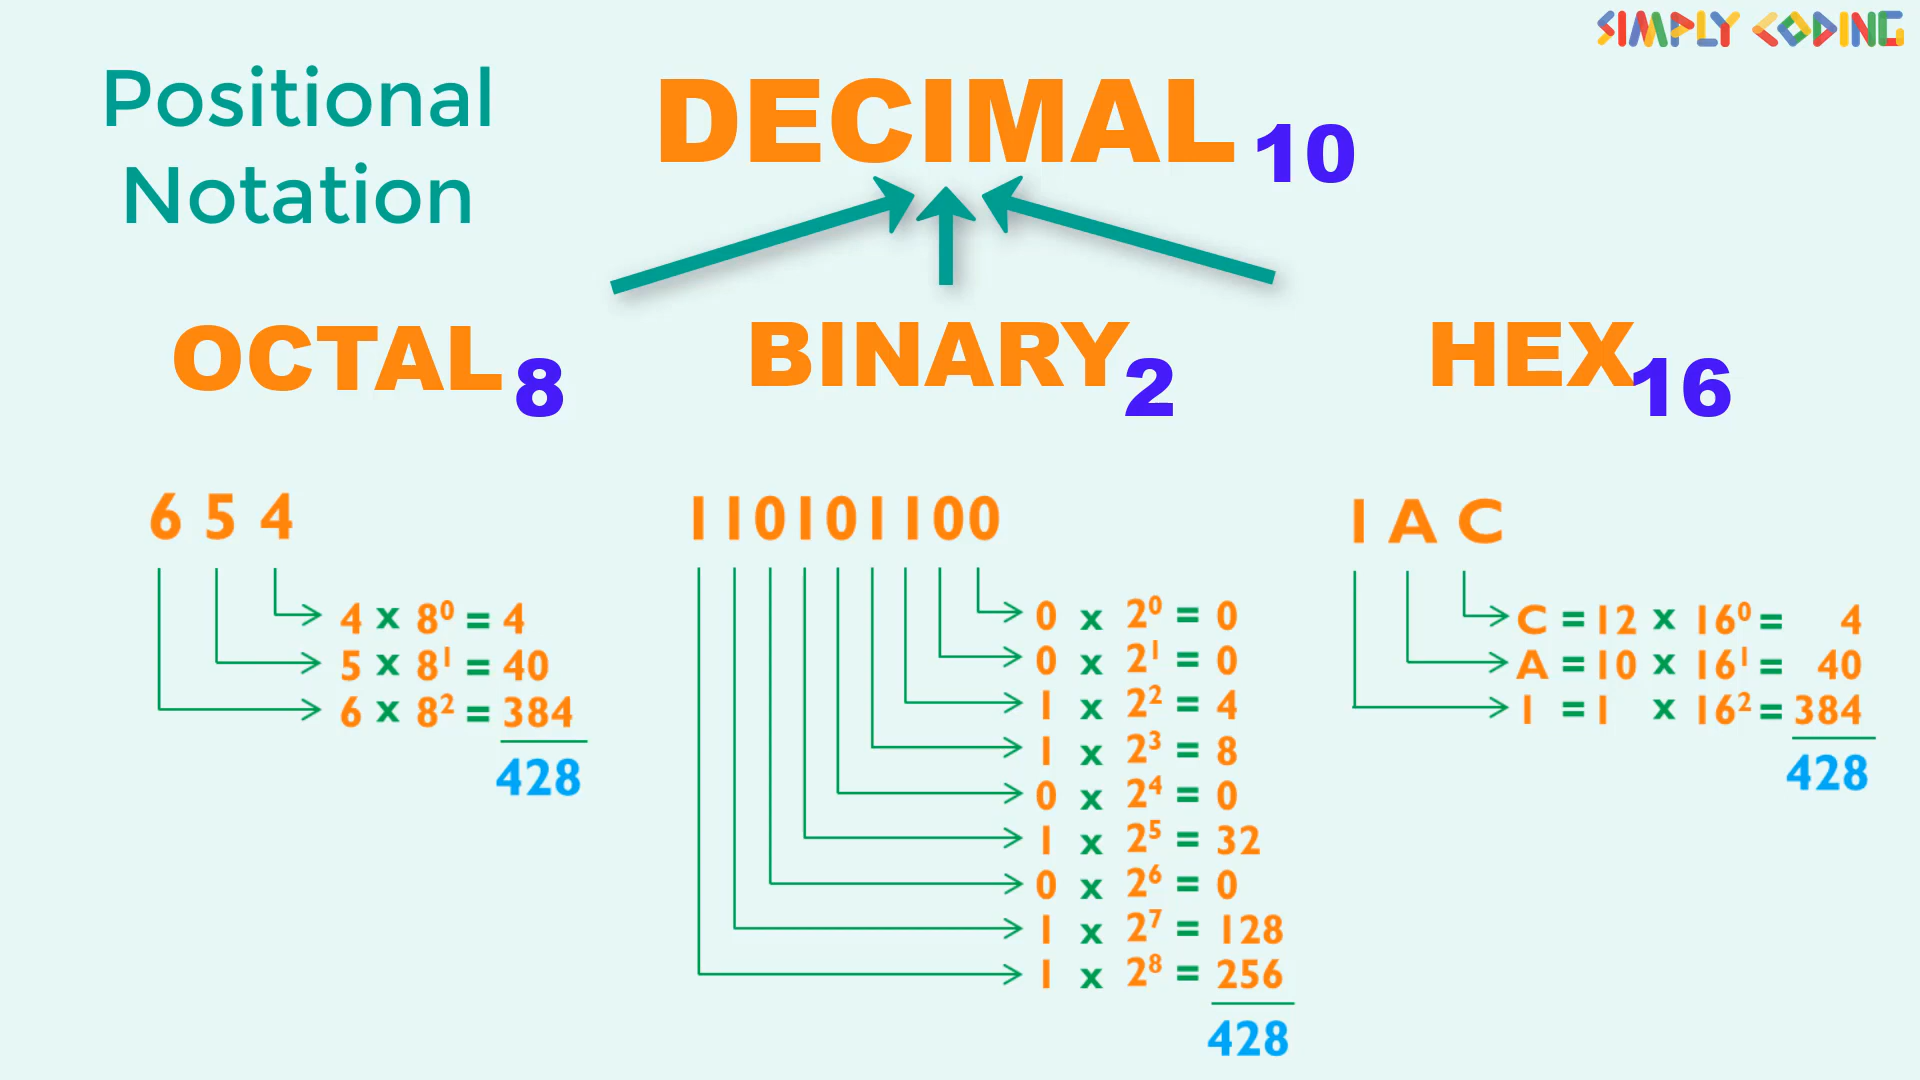 SIMPLY CODING
Positional
Notation
DECIMAL 10
OCTAL 8
BINARY 2
HEX 16
6 5 4
4 x 8⁰ = 4
5 x 8¹ = 40
6 x 8² = 384
428
110101100
0 x 2⁰ = 0
0 x 2¹ = 0
1 x 2² = 4
1 x 2³ = 8
0 x 2⁴ = 0
1 x 2⁵ = 32
0 x 2⁶ = 0
1 x 2⁷ = 128
1 x 2⁸ = 256
428
1 A C
C = 12 x 16⁰ = 4
A = 10 x 16¹ = 40
1 = 1 x 16² = 384
428